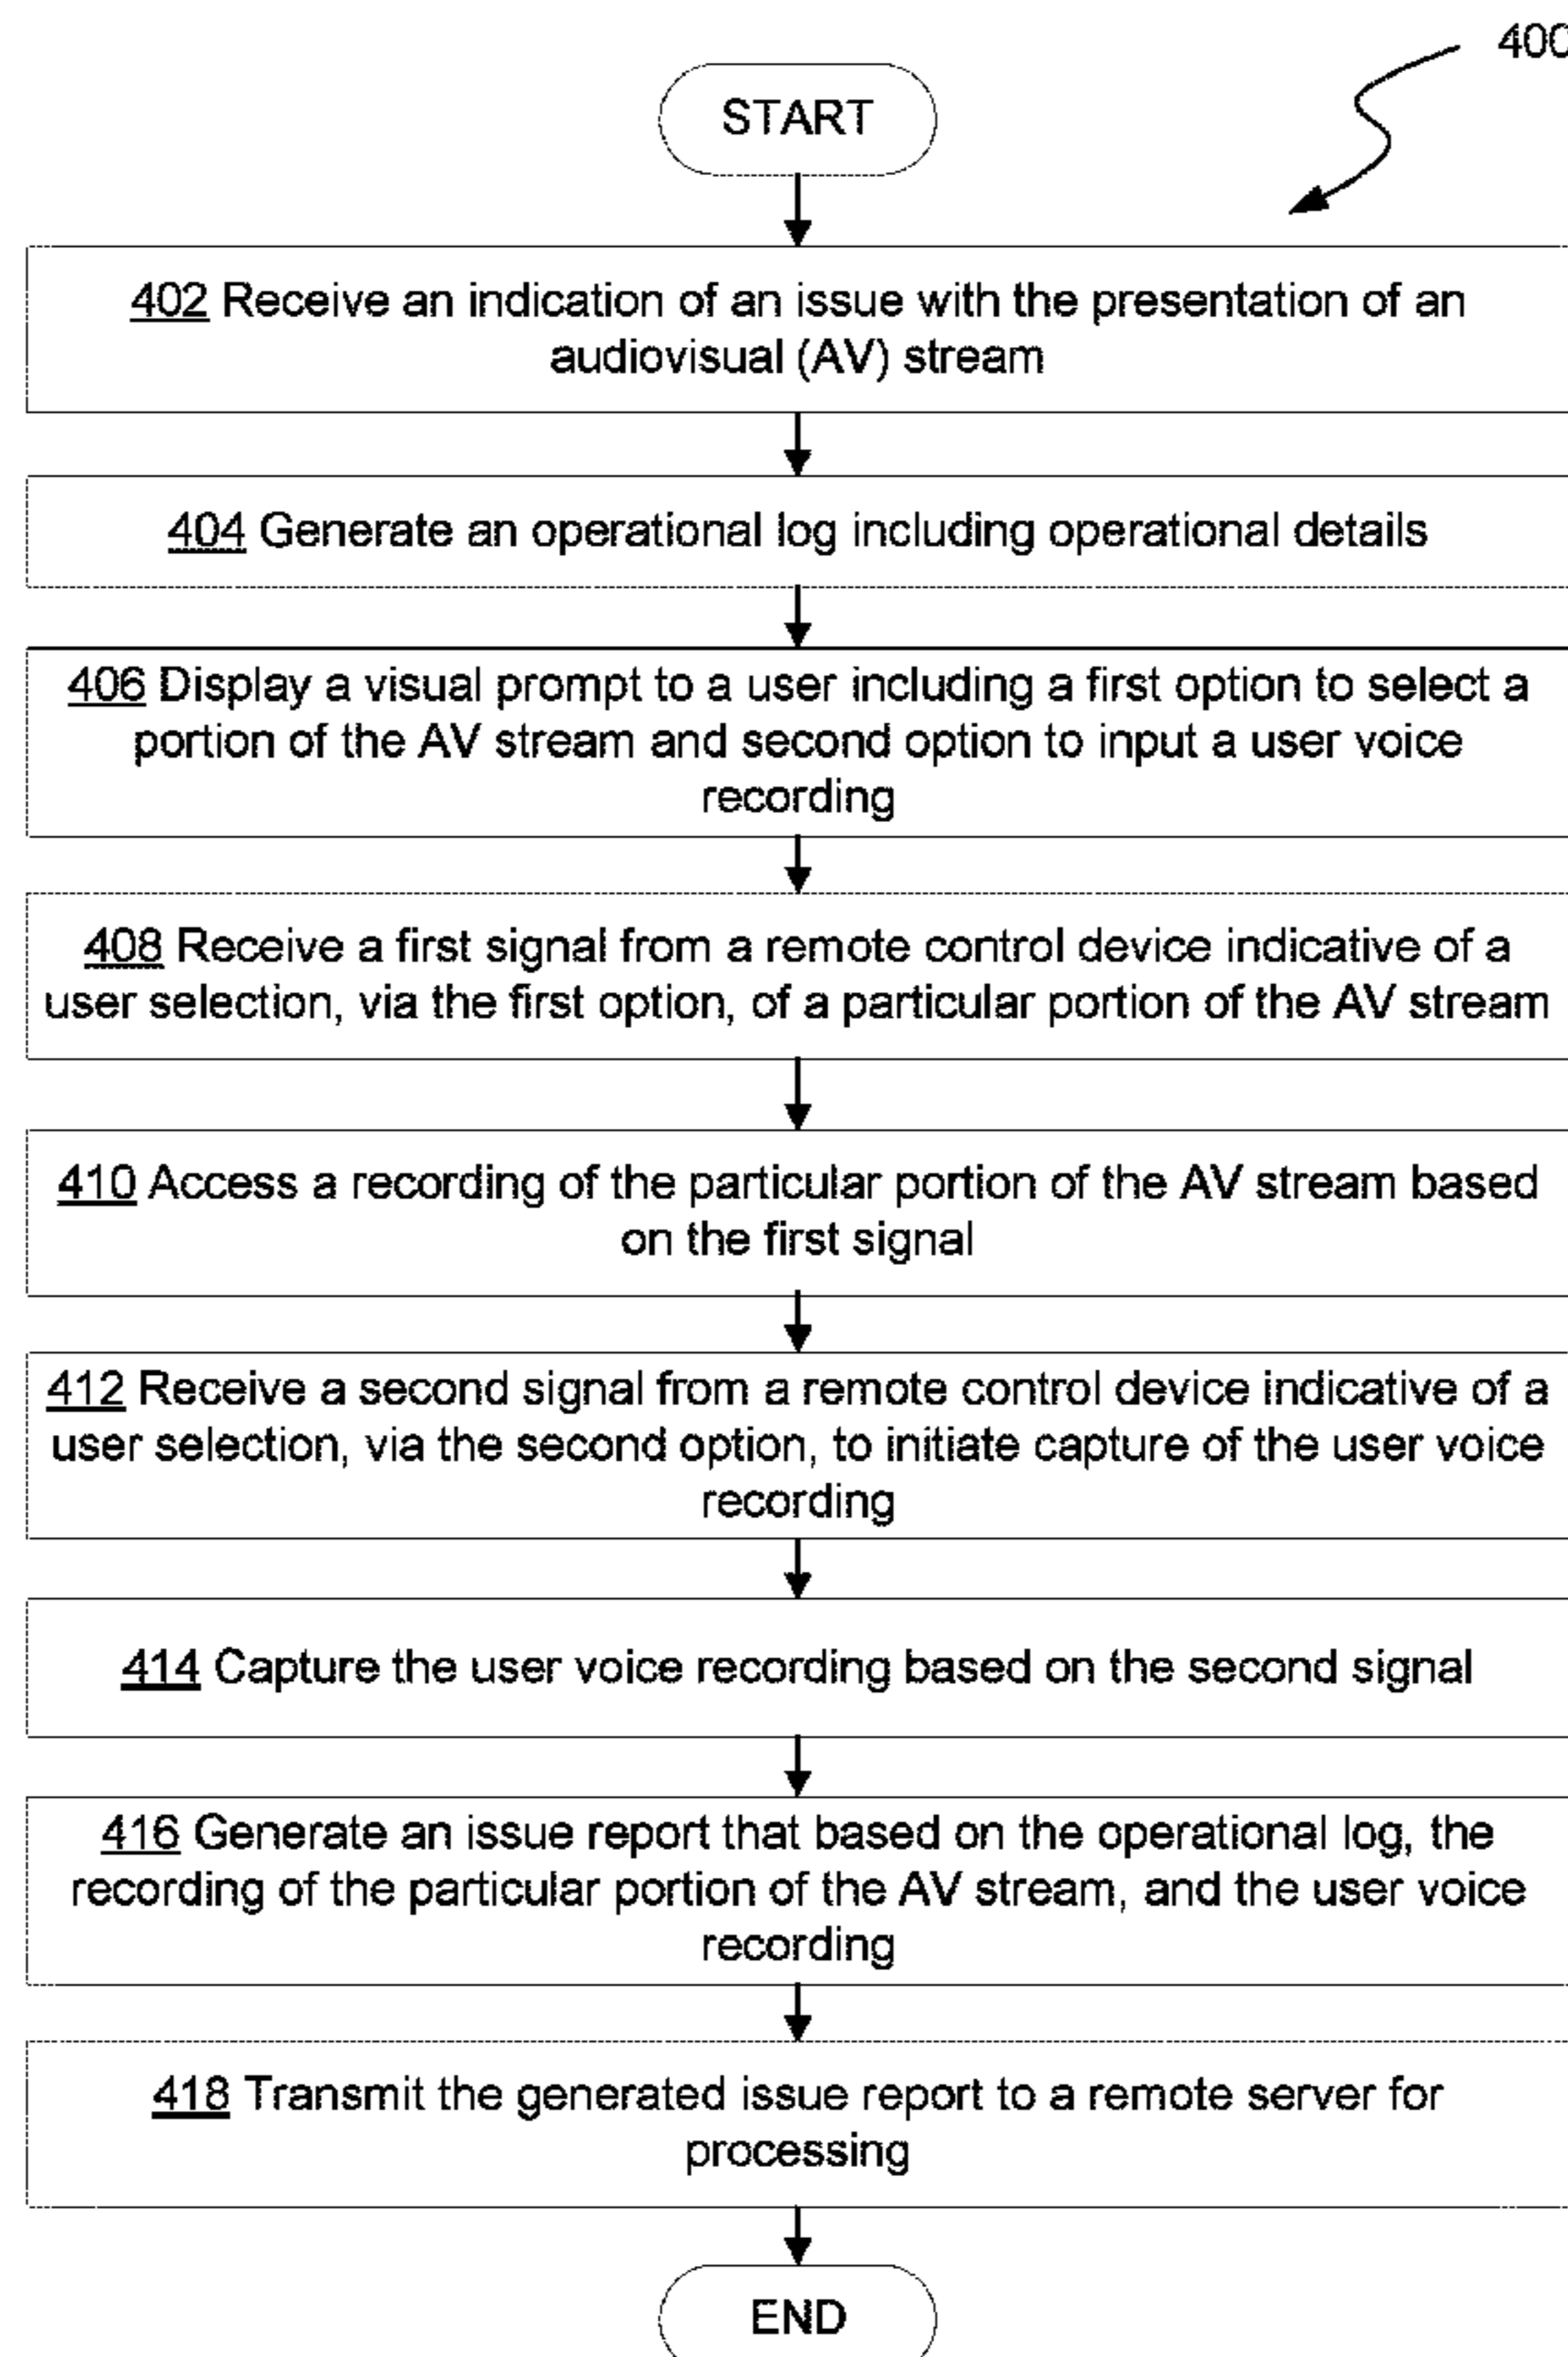 400
START
402 Receive an indication of an issue with the presentation of an
audiovisual (AV) stream
404 Generate an operational log including operational details
406 Display a visual prompt to a user including a first option to select a
portion of the AV stream and second option to input a user voice
recording
408 Receive a first signal from a remote control device indicative of a
user selection, via the first option, of a particular portion of the AV stream
410 Access a recording of the particular portion of the AV stream based
on the first signal
412 Receive a second signal from a remote control device indicative of a
user selection, via the second option, to initiate capture of the user voice
recording
414 Capture the user voice recording based on the second signal
416 Generate an issue report that based on the operational log, the
recording of the particular portion of the AV stream, and the user voice
recording
418 Transmit the generated issue report to a remote server for
processing
END